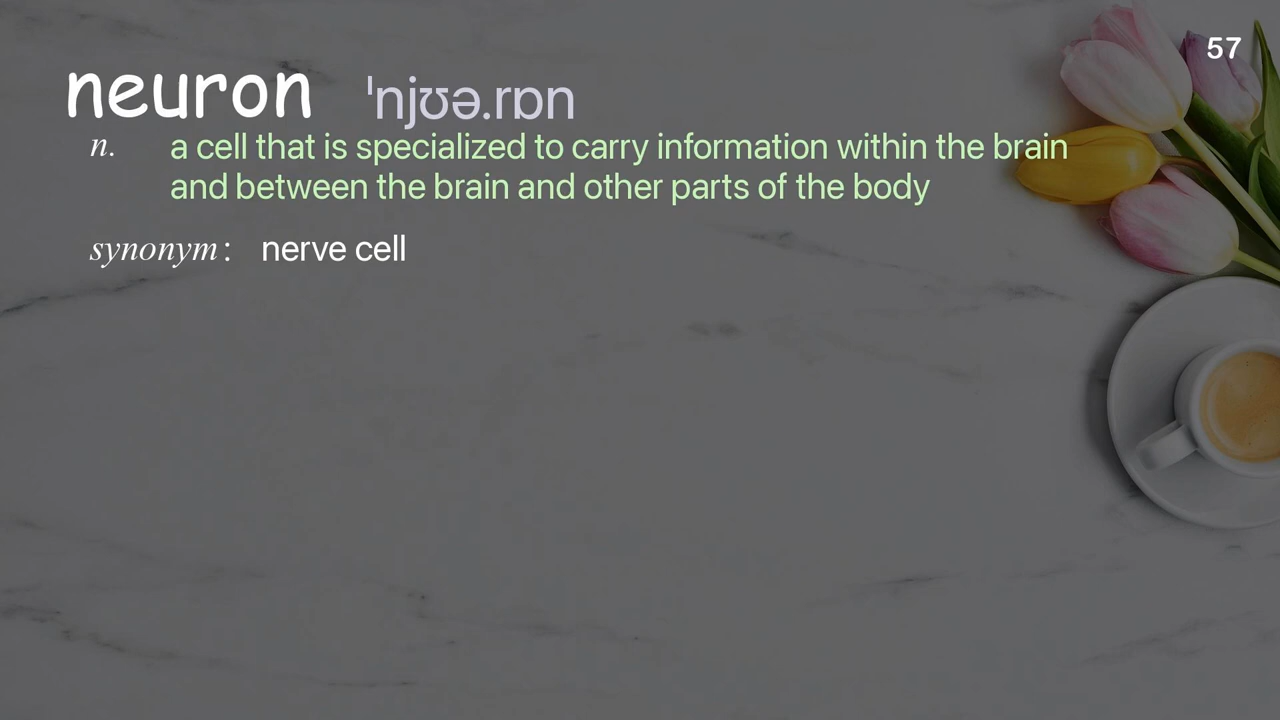 57
neuron ˈnjʊə.rɒn
n. a cell that is specialized to carry information within the brain
and between the brain and other parts of the body
synonym: nerve cell